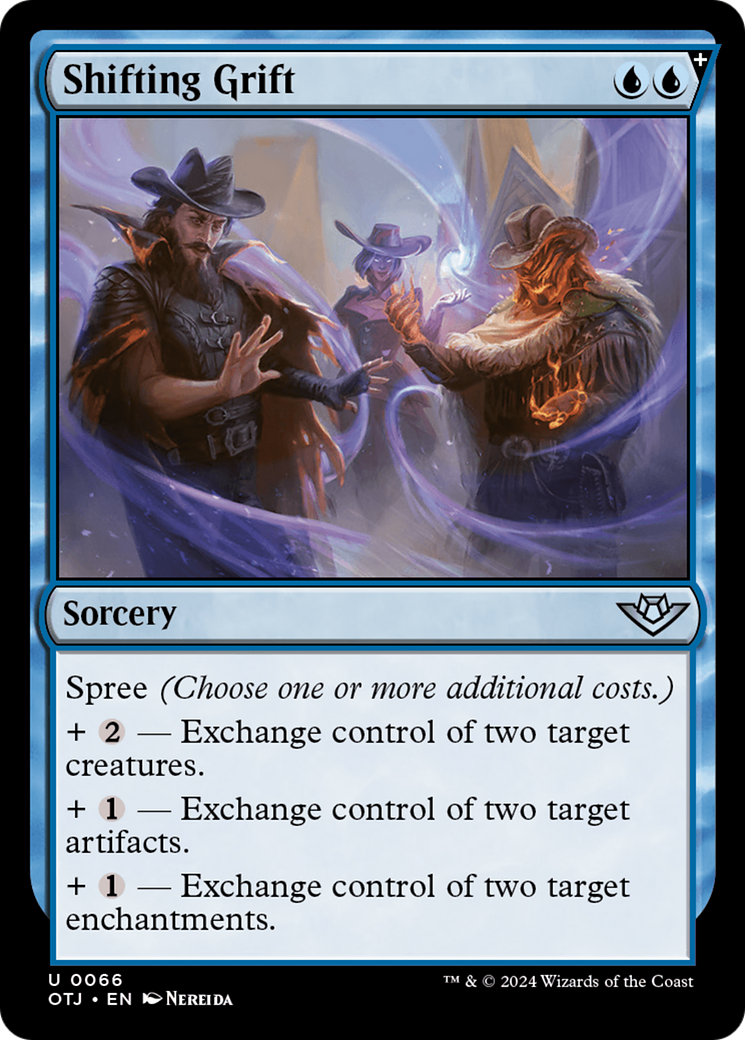 Shifting Grift
Sorcery
Spree (Choose one or more additional costs.)
+ 2 — Exchange control of two target
creatures.
+ 1 — Exchange control of two target
artifacts.
+ 1 — Exchange control of two target
enchantments.
U 0066
OTJ • EN NEREIDA
™ & © 2024 Wizards of the Coast